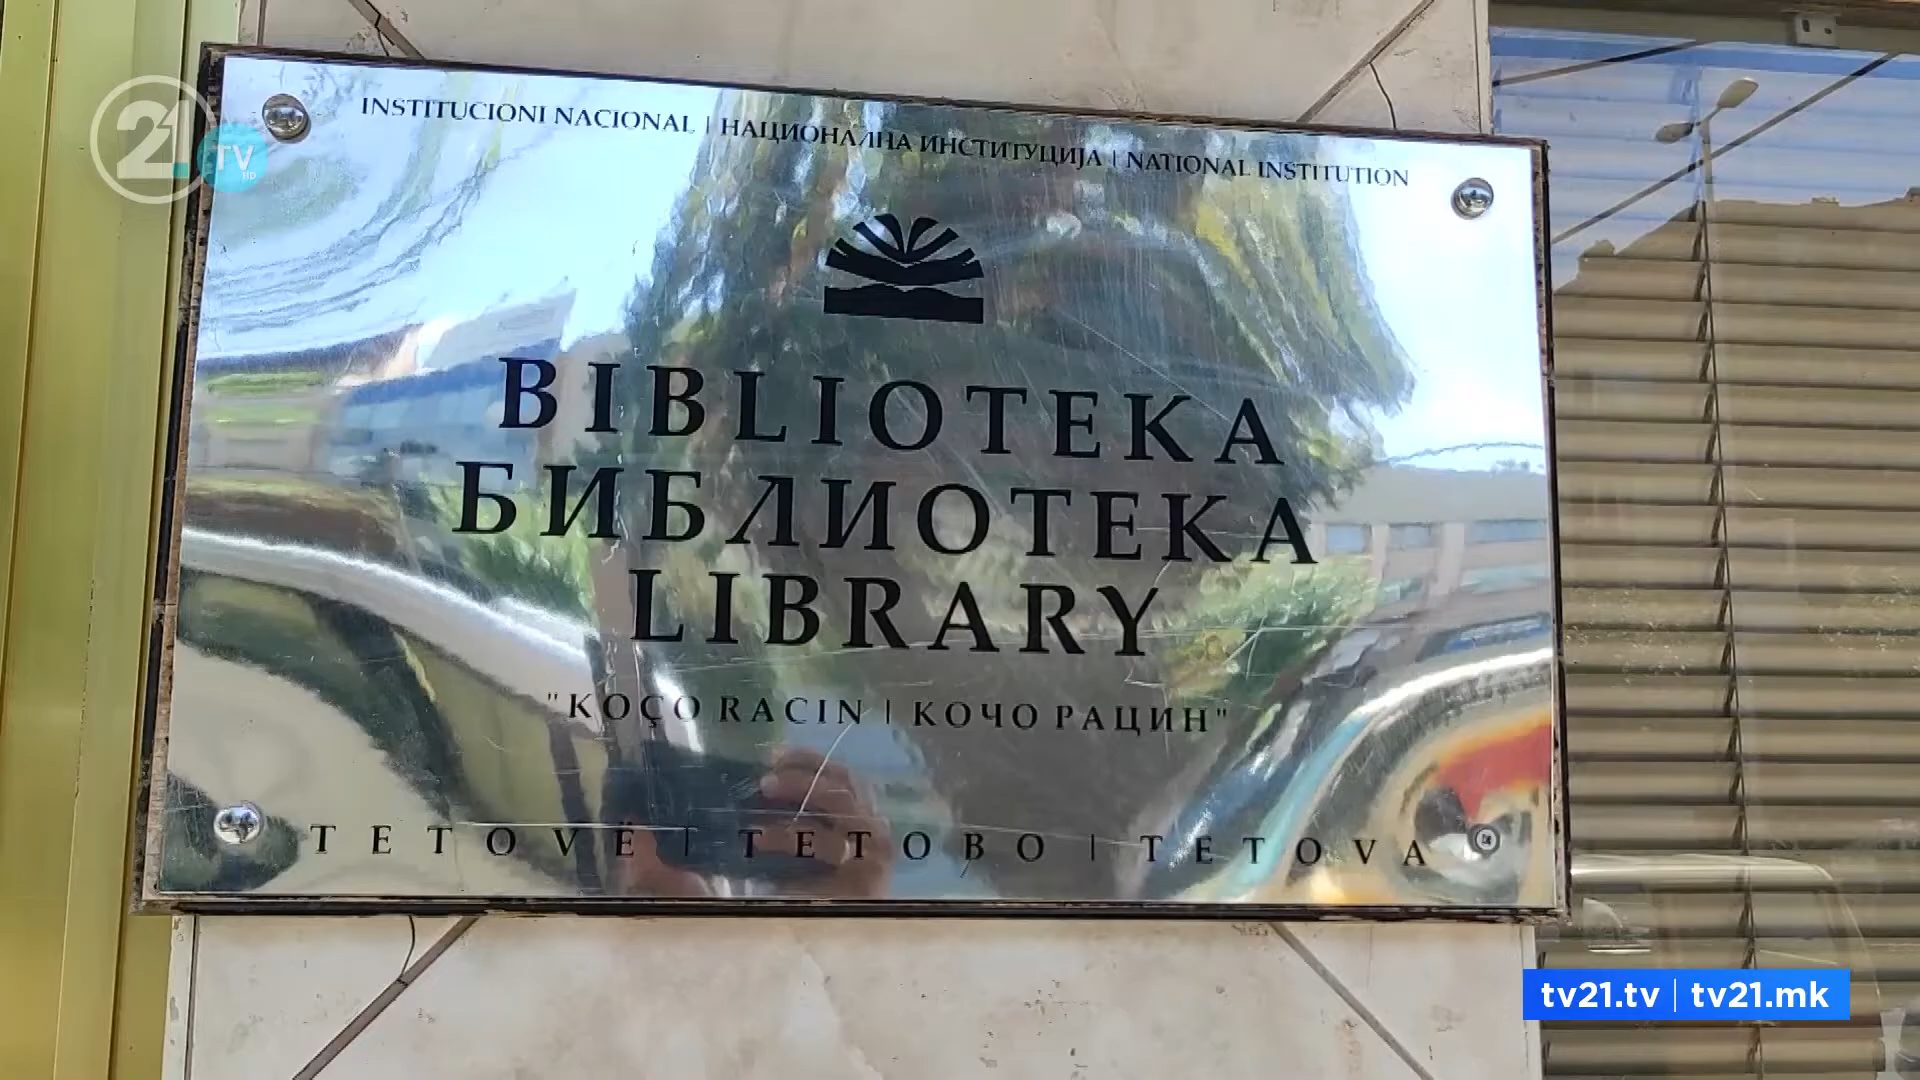 21
TV
HD
INSTITUCIONI NACIONAL | НАЦИОНАЛНА ИНСТИТУЦИЈА | NATIONAL INSTITUTION
BIBLIOTEKA
БИБЛИОТЕКА
LIBRARY
"KOÇO RACIN | КОЧО РАЦИН"
TETOVË | ТЕТОВО | TETOVA
tv21.tv | tv21.mk